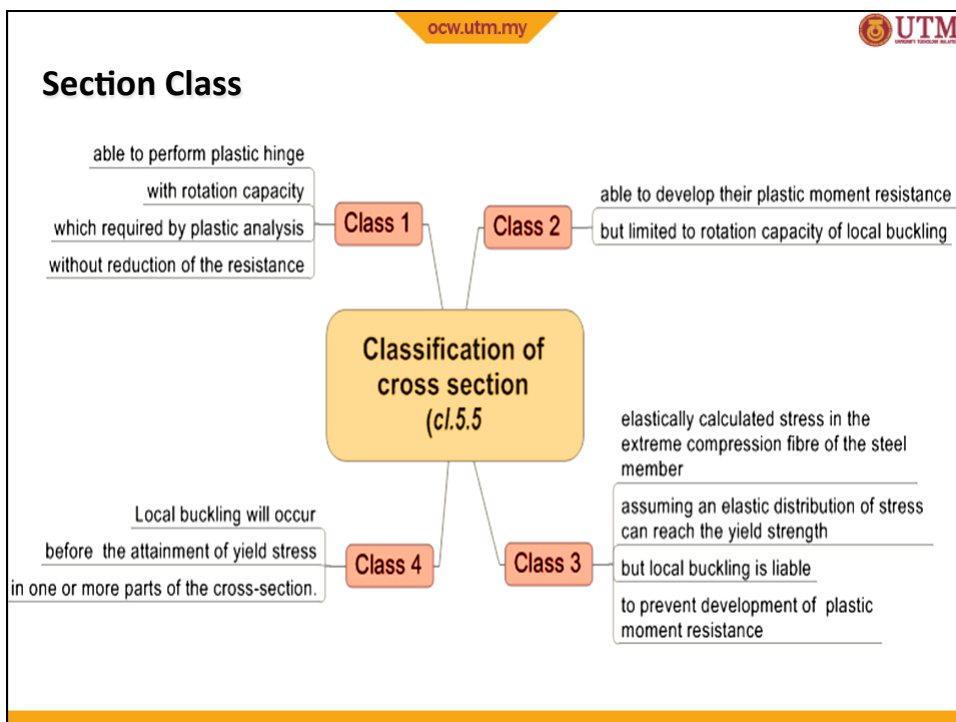 ocw.utm.my
UTM
UNIVERSITI TEKNOLOGI MALAYSIA
Section Class
able to perform plastic hinge
with rotation capacity
which required by plastic analysis
without reduction of the resistance
Class 1
Class 2
able to develop their plastic moment resistance
but limited to rotation capacity of local buckling
Classification of
cross section
(cl.5.5
Local buckling will occur
before the attainment of yield stress
in one or more parts of the cross-section.
Class 4
Class 3
elastically calculated stress in the
extreme compression fibre of the steel
member
assuming an elastic distribution of stress
can reach the yield strength
but local buckling is liable
to prevent development of plastic
moment resistance